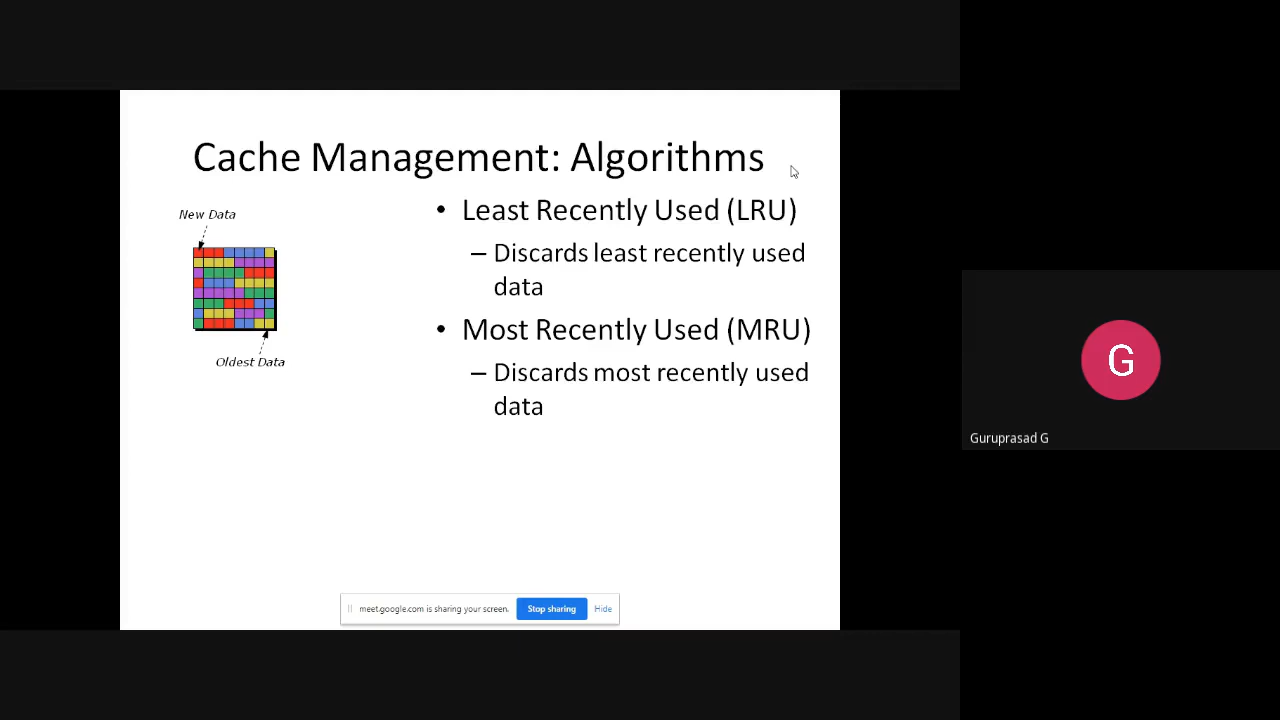 Cache Management: Algorithms
New Data
Oldest Data
• Least Recently Used (LRU)
– Discards least recently used
data
• Most Recently Used (MRU)
– Discards most recently used
data
meet.google.com is sharing your screen.
Stop sharing
Hide
G
Guruprasad G